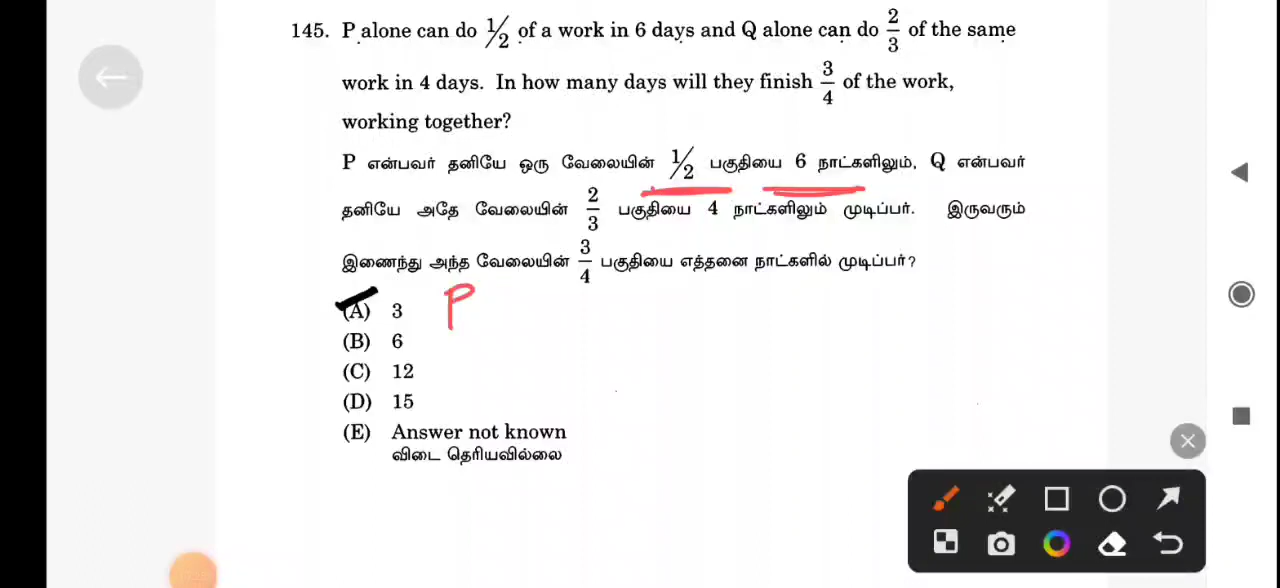 145. P alone can do 1/2 of a work in 6 days and Q alone can do 2/3 of the same
work in 4 days. In how many days will they finish 3/4 of the work,
working together?
P என்பவர் தனியே ஒரு வேலையின் 1/2 பகுதியை 6 நாட்களிலும், Q என்பவர்
தனியே அதே வேலையின் 2/3 பகுதியை 4 நாட்களிலும் முடிப்பர். இருவரும்
இணைந்து அந்த வேலையின் 3/4 பகுதியை எத்தனை நாட்களில் முடிப்பர்?
(A) 3 P
(B) 6
(C) 12
(D) 15
(E) Answer not known
விடை தெரியவில்லை